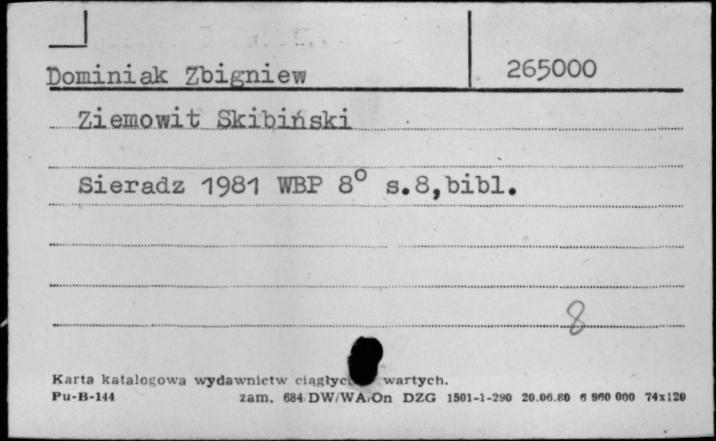 Dominiak Zbigniew 265000
Ziemowit Skibiński
Sieradz 1981 WBP 8° s.8,bibl.
8
Karta katalogowa wydawnictw ciągłyc wartych.
Pu-B-144 zam. 684/DW/WA/On DZG 1501-1-290 20.06.80 6 960 000 74x120